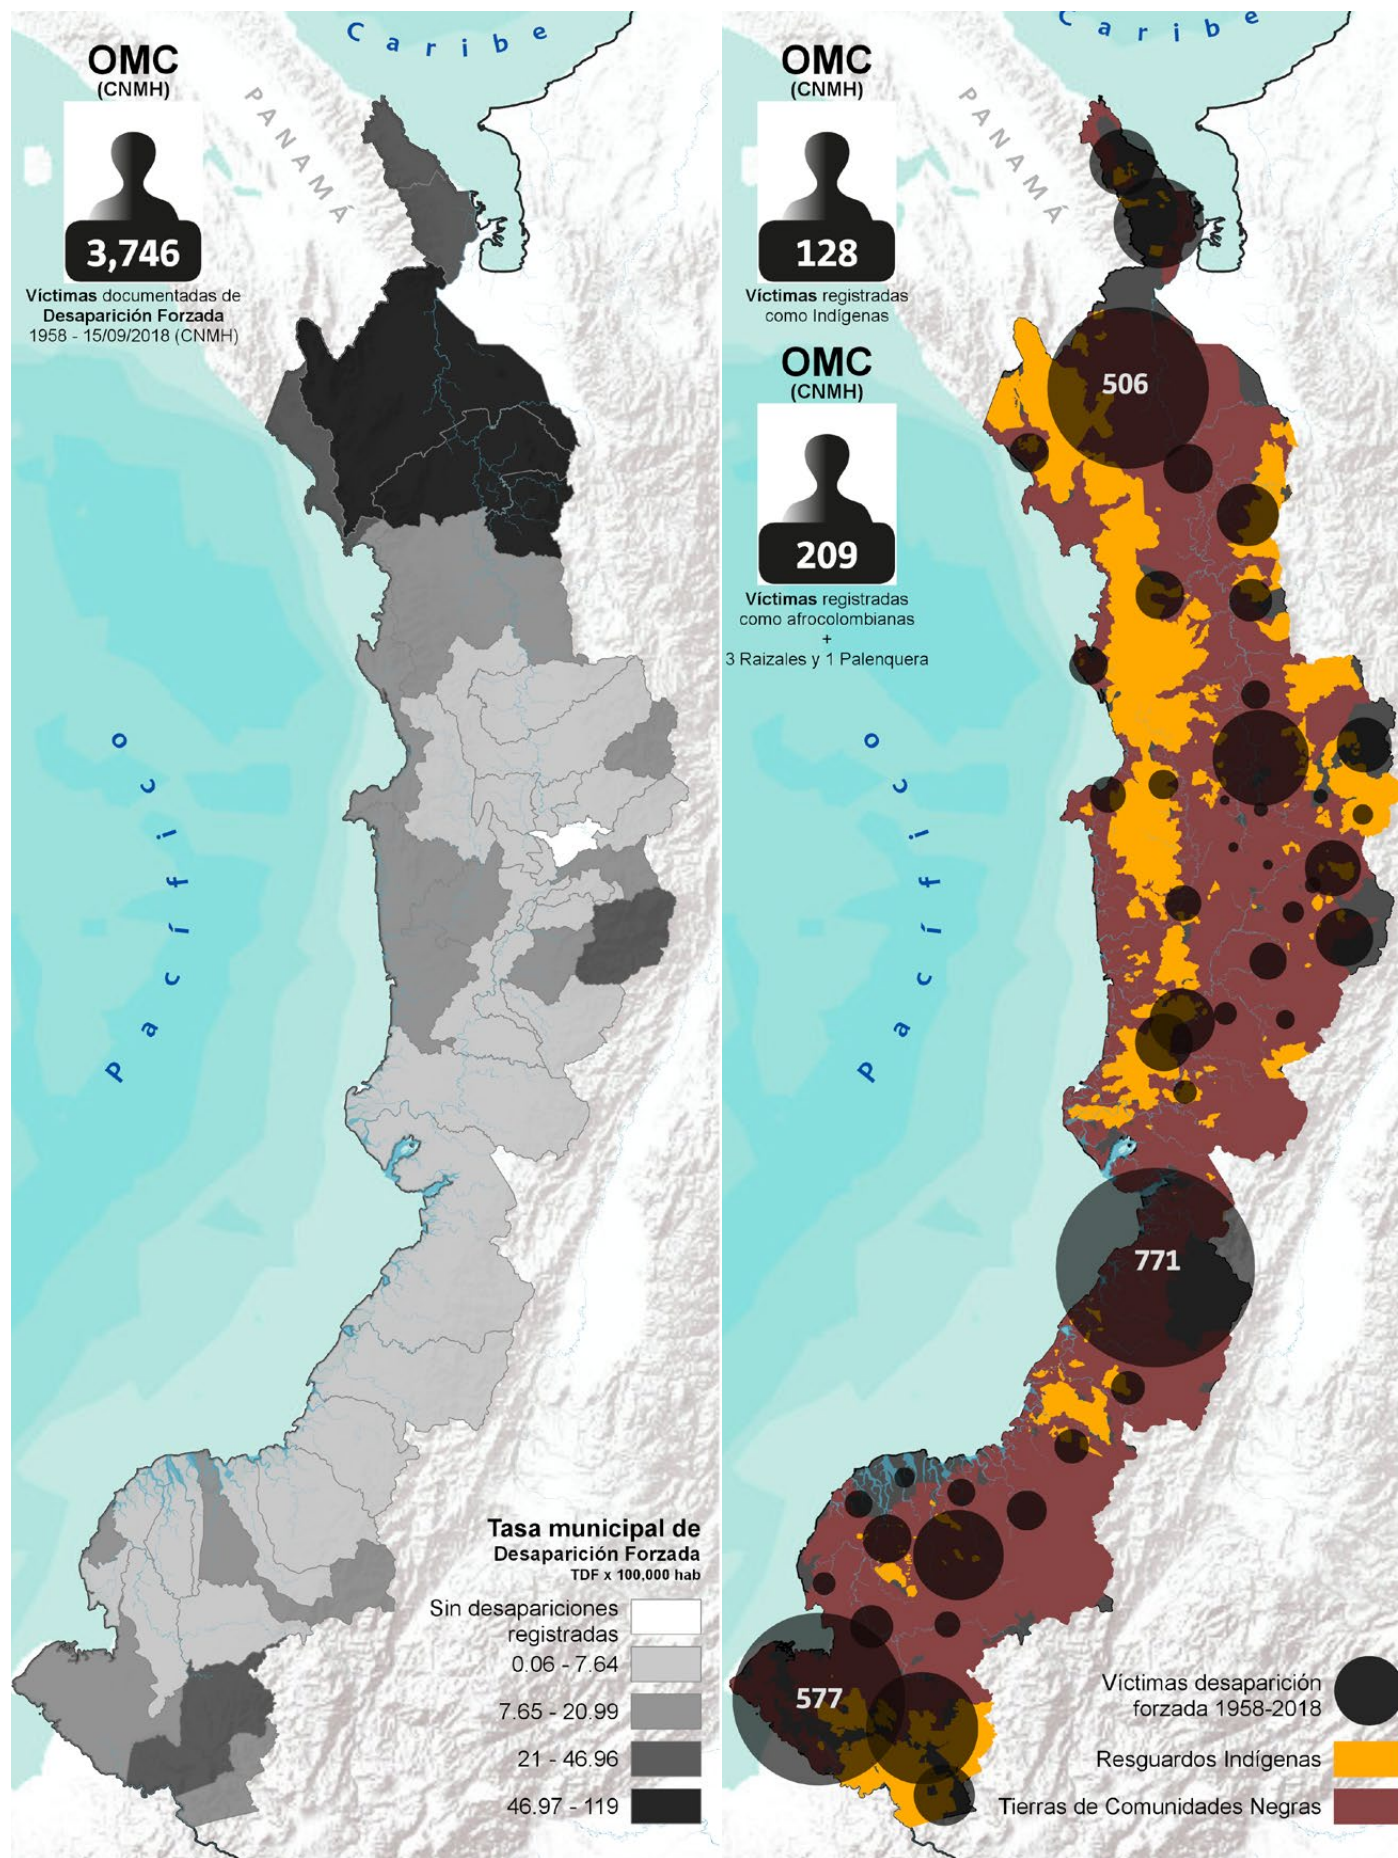 Caribe
OMC
(CNMH)
PANAMÁ
3,746
Víctimas documentadas de
Desaparición Forzada
1958 - 15/09/2018 (CNMH)
Pacífico
Tasa municipal de
Desaparición Forzada
TDF x 100,000 hab
Sin desapariciones
registradas
0.06 - 7.64
7.65 - 20.99
21 - 46.96
46.97 - 119
Caribe
OMC
(CNMH)
PANAMÁ
128
Víctimas registradas
como Indígenas
OMC
(CNMH)
209
Víctimas registradas
como afrocolombianas
+
3 Raizales y 1 Palenquera
506
Pacífico
771
577
Víctimas desaparición
forzada 1958-2018
Resguardos Indígenas
Tierras de Comunidades Negras